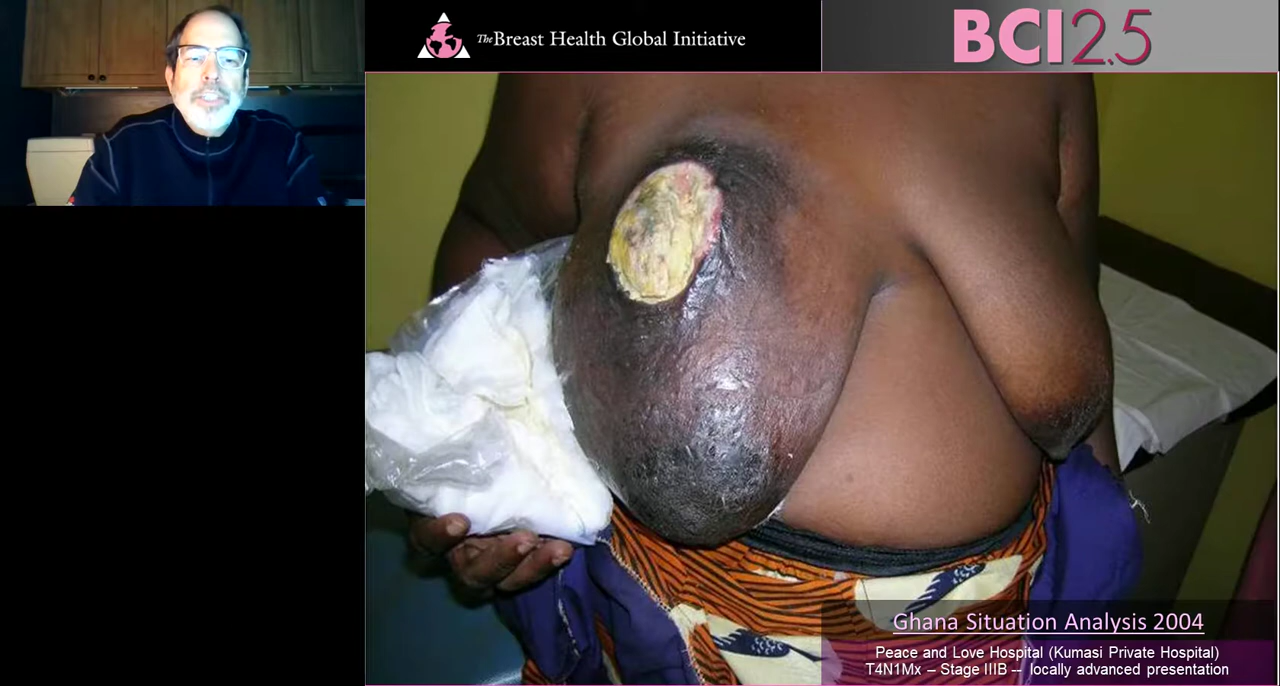 The Breast Health Global Initiative
BCI2.5
Ghana Situation Analysis 2004
Peace and Love Hospital (Kumasi Private Hospital)
T4N1Mx – Stage IIIB -- locally advanced presentation